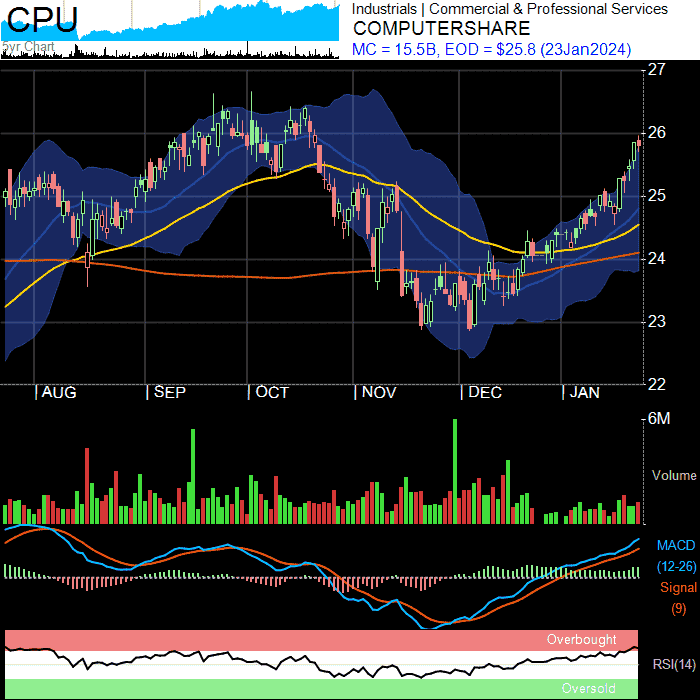 CPU
5yr Chart
Industrials | Commercial & Professional Services
COMPUTERSHARE
MC = 15.5B, EOD = $25.8 (23Jan2024)
27
26
25
24
23
22
| AUG | SEP | OCT | NOV | DEC | JAN
6M
Volume
MACD
(12-26)
Signal
(9)
Overbought
RSI(14)
Oversold